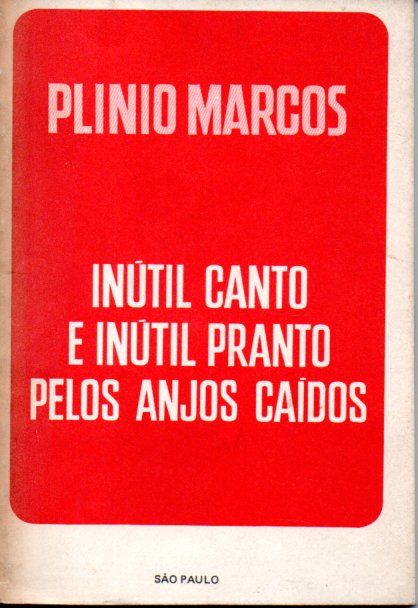 PLINIO MARCOS
INÚTIL CANTO
E INÚTIL PRANTO
PELOS ANJOS CAÍDOS
SÃO PAULO